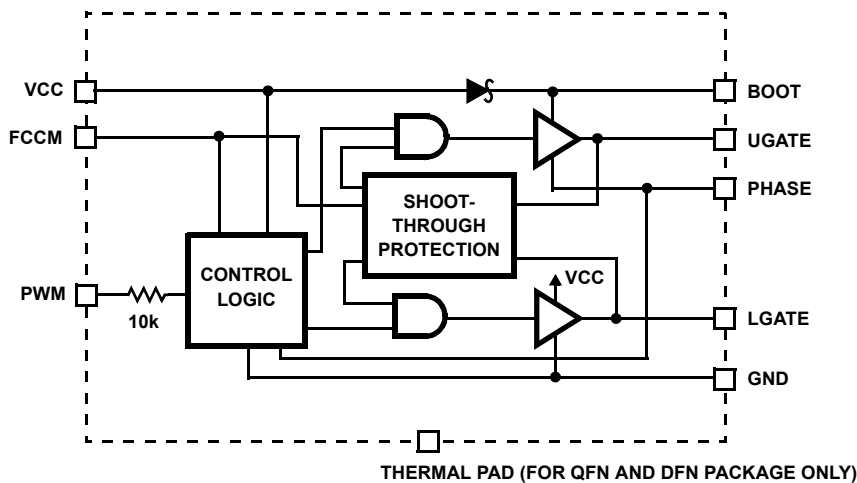 VCC
BOOT
FCCM
UGATE
PHASE
SHOOT-
THROUGH
PROTECTION
CONTROL
LOGIC
VCC
PWM
10k
LGATE
GND
THERMAL PAD (FOR QFN AND DFN PACKAGE ONLY)